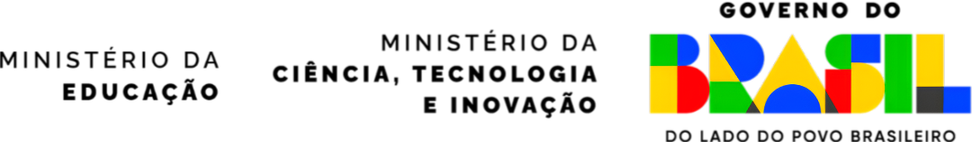 MINISTÉRIO DA
EDUCAÇÃO
MINISTÉRIO DA
CIÊNCIA, TECNOLOGIA
E INOVAÇÃO
GOVERNO DO
BRASIL
DO LADO DO POVO BRASILEIRO